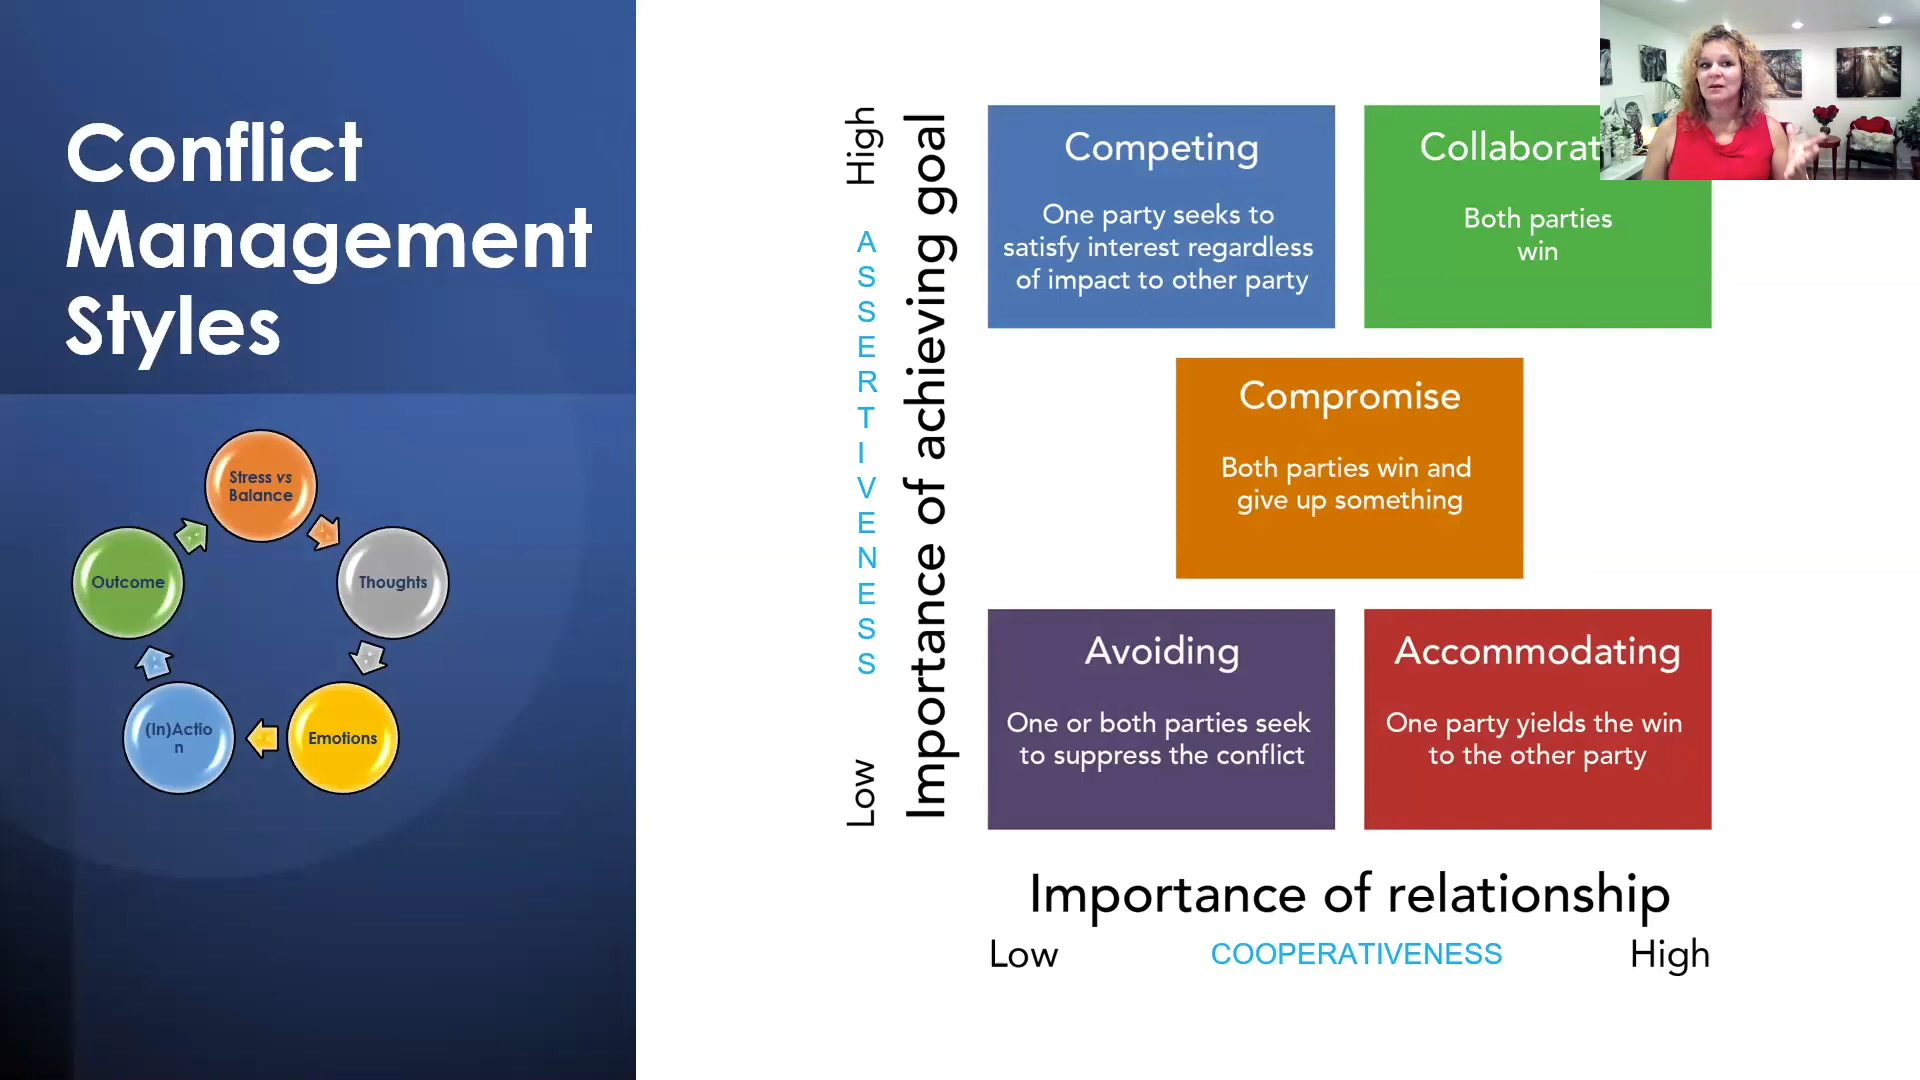 Conflict
Management
Styles
Stress vs
Balance
Thoughts
Emotions
(In)Actio
n
Outcome
High
ASSERTIVENESS
Low
Importance of achieving goal
Competing
One party seeks to
satisfy interest regardless
of impact to other party
Collaborat
Both parties
win
Compromise
Both parties win and
give up something
Avoiding
One or both parties seek
to suppress the conflict
Accommodating
One party yields the win
to the other party
Importance of relationship
Low
COOPERATIVENESS
High